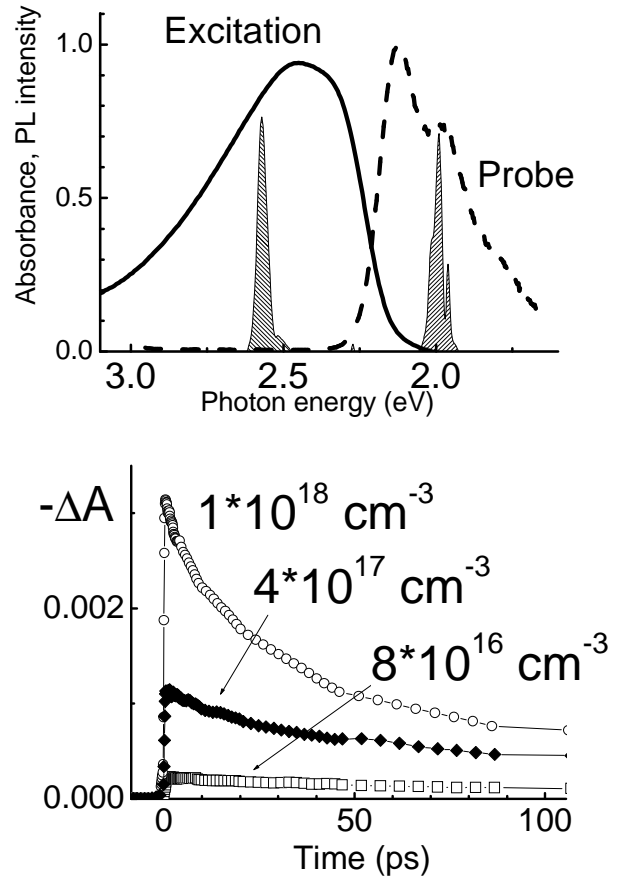 Excitation
Absorbance, PL intensity
1.0
0.5
0.0
Probe
3.0 2.5 2.0
Photon energy (eV)
-ΔA
1*10^18 cm^-3
4*10^17 cm^-3
8*10^16 cm^-3
0.002
0.000
0 50 100
Time (ps)